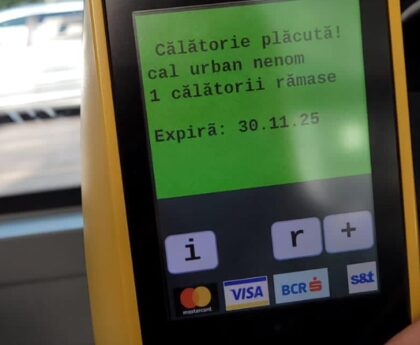 Călătorie plăcută!
cal urban nenom
1 călătorii rămase
Expiră: 30.11.25
i
r +
mastercard VISA BCR S s&t